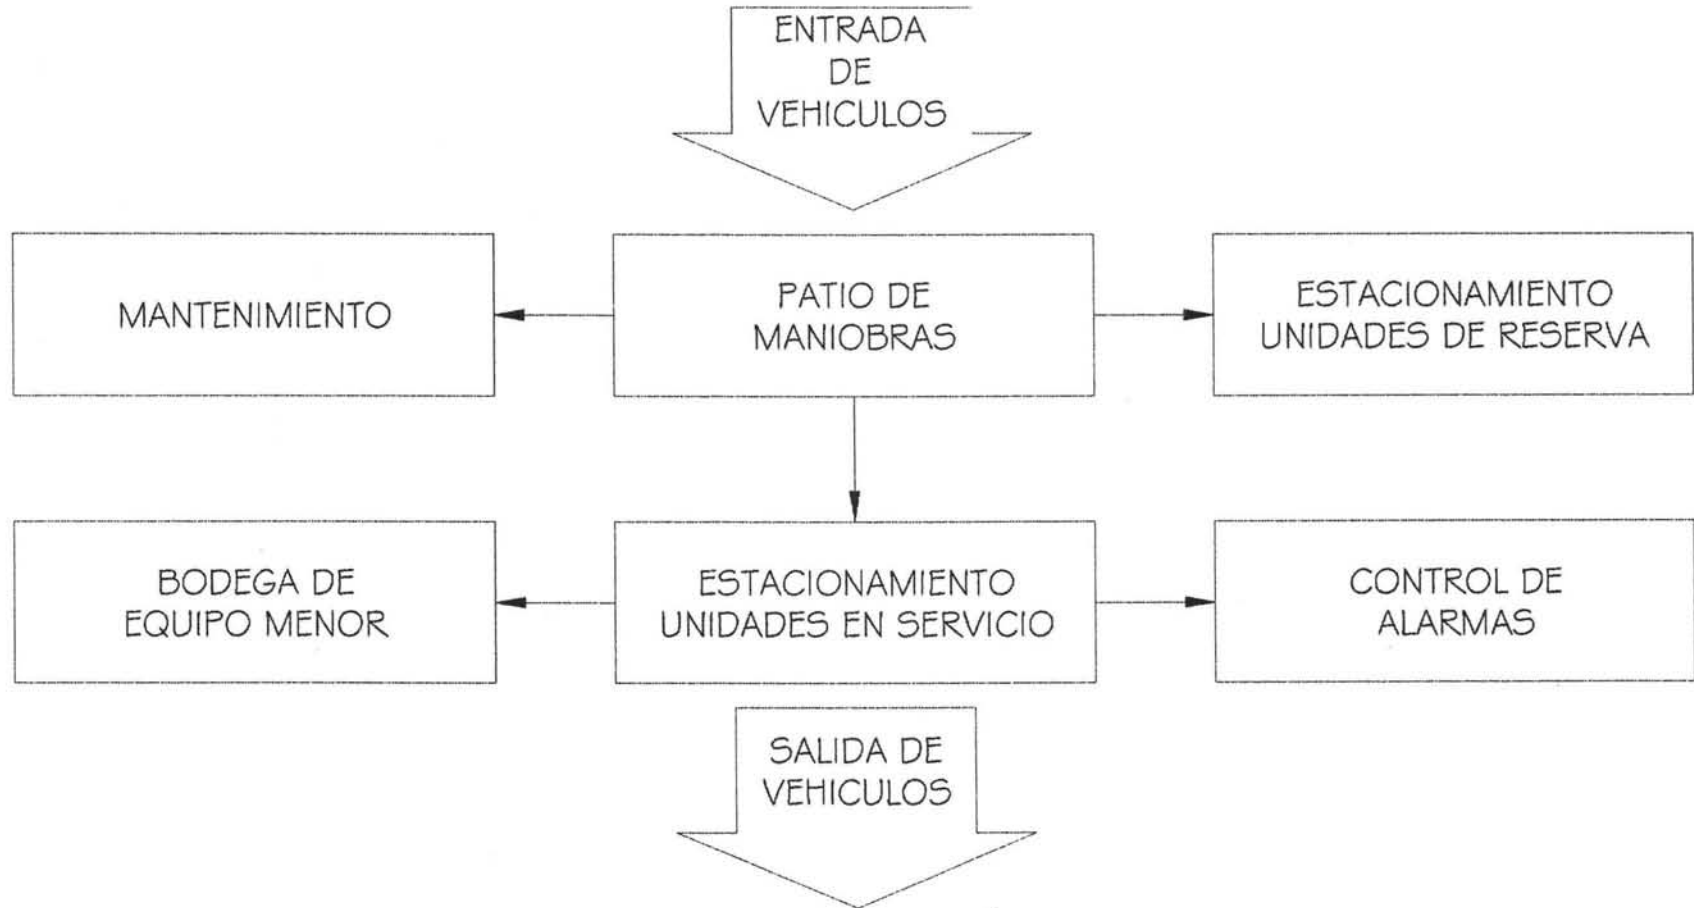 ENTRADA
DE
VEHICULOS
MANTENIMIENTO
PATIO DE
MANIOBRAS
ESTACIONAMIENTO
UNIDADES DE RESERVA
BODEGA DE
EQUIPO MENOR
ESTACIONAMIENTO
UNIDADES EN SERVICIO
CONTROL DE
ALARMAS
SALIDA DE
VEHICULOS